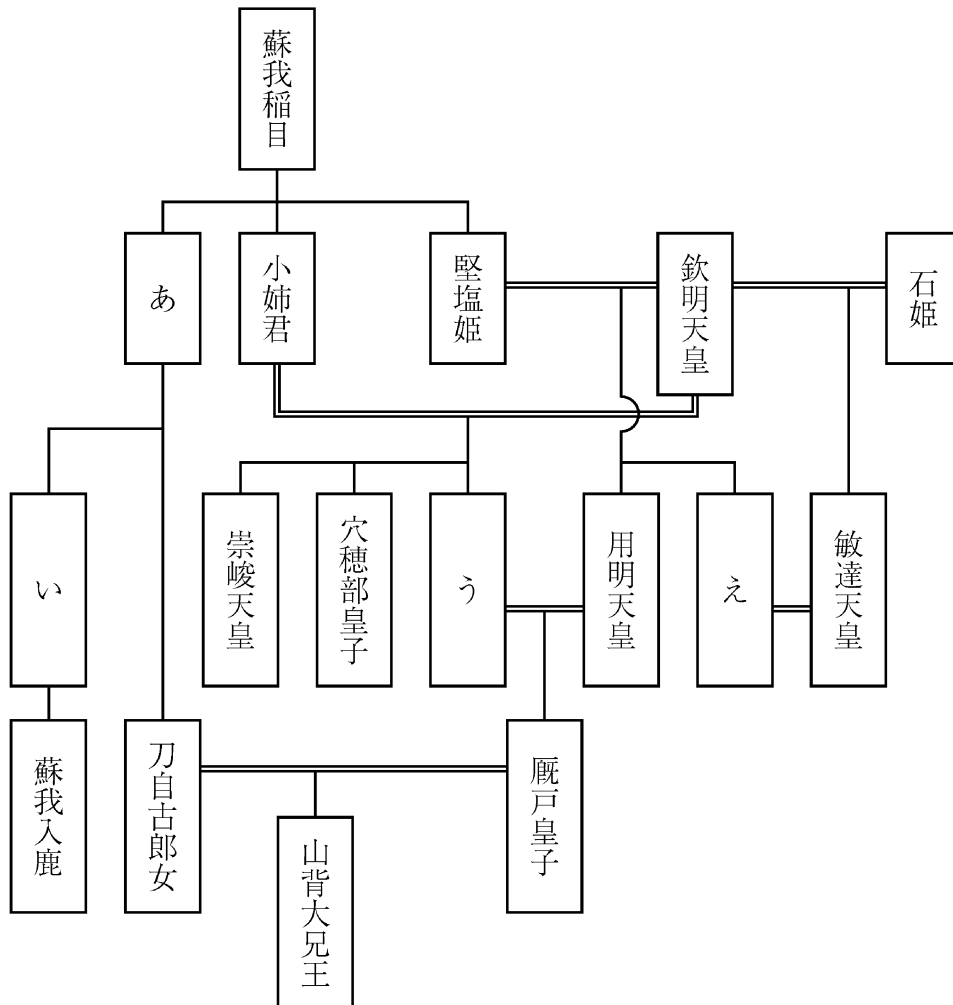 蘇我稲目
石姫
欽明天皇
堅塩姫
小姉君
あ
敏達天皇
え
用明天皇
う
穴穂部皇子
崇峻天皇
い
厩戸皇子
山背大兄王
刀自古郎女
蘇我入鹿